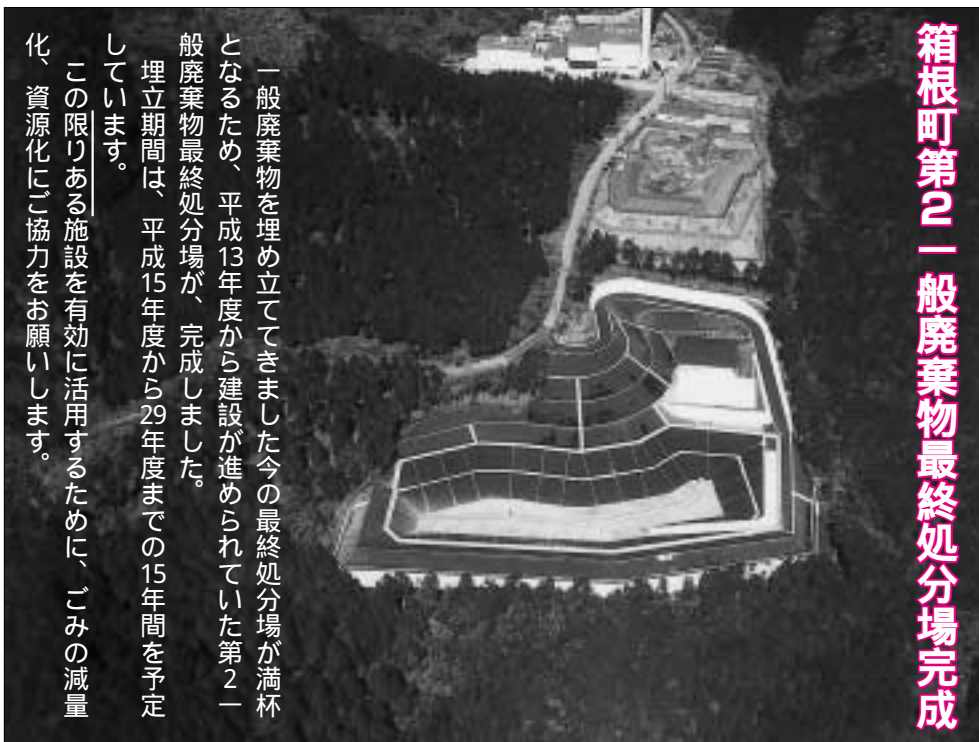 箱根町第2一般廃棄物最終処分場完成
一般廃棄物を埋め立ててきました今の最終処分場が満杯
となるため、平成13年度から建設が進められていた第2一
般廃棄物最終処分場が、完成しました。
埋立期間は、平成15年度から29年度までの15年間を予定
しています。
この限りある施設を有効に活用するために、ごみの減量
化、資源化にご協力をお願いします。